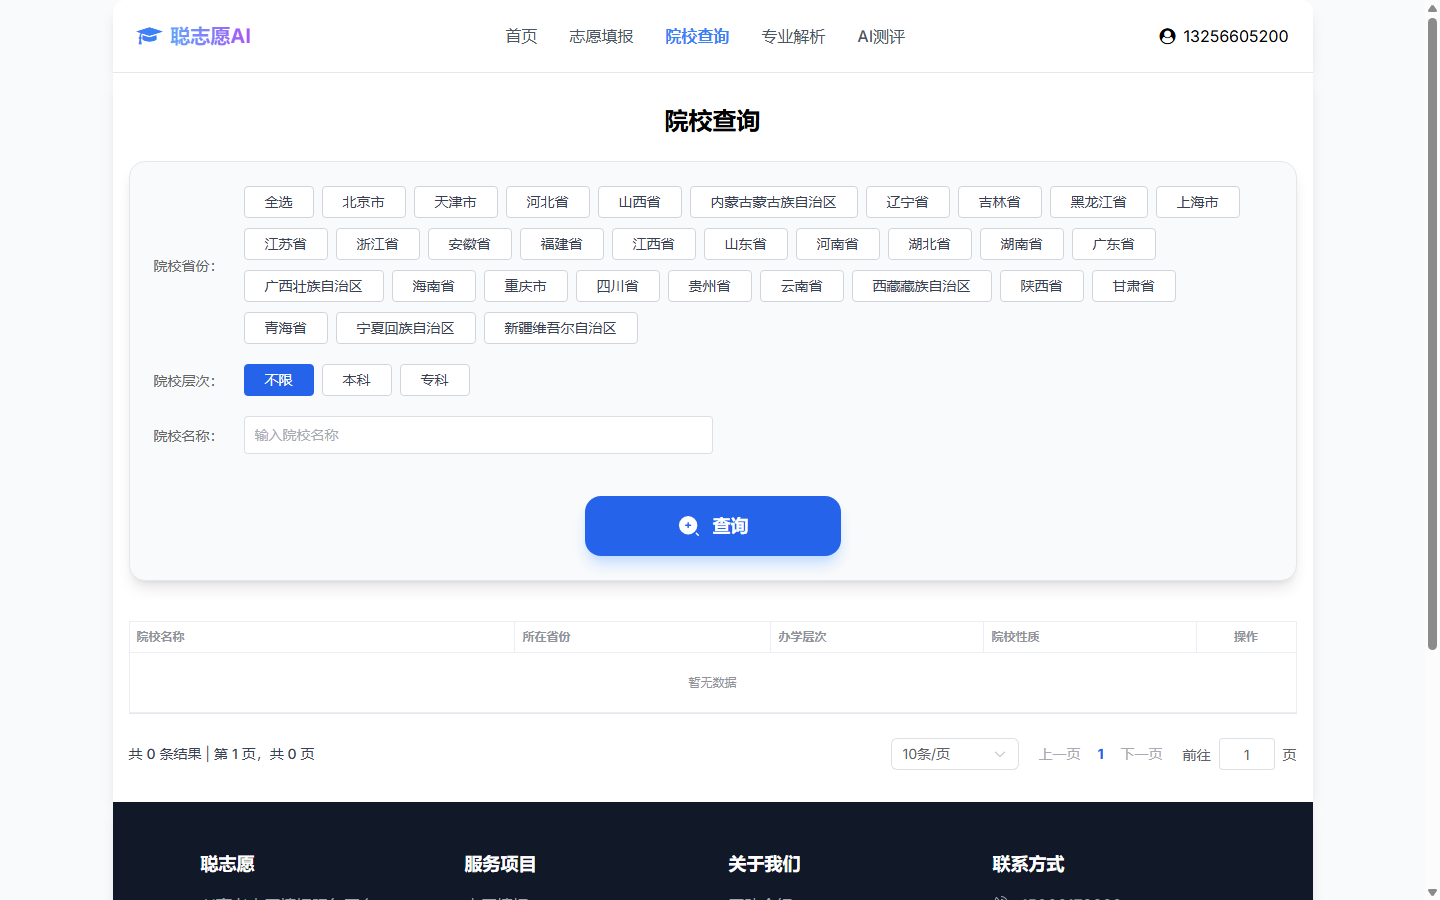 聪志愿AI
首页 志愿填报 院校查询 专业解析 AI测评
13256605200
院校查询
院校省份：
全选 北京市 天津市 河北省 山西省 内蒙古蒙古族自治区 辽宁省 吉林省 黑龙江省 上海市
江苏省 浙江省 安徽省 福建省 江西省 山东省 河南省 湖北省 湖南省 广东省
广西壮族自治区 海南省 重庆市 四川省 贵州省 云南省 西藏藏族自治区 陕西省 甘肃省
青海省 宁夏回族自治区 新疆维吾尔自治区
院校层次： 不限 本科 专科
院校名称： 输入院校名称
查询
院校名称 所在省份 办学层次 院校性质 操作
暂无数据
共 0 条结果 | 第 1 页，共 0 页 10条/页 上一页 1 下一页 前往 1 页
聪志愿 服务项目 关于我们 联系方式